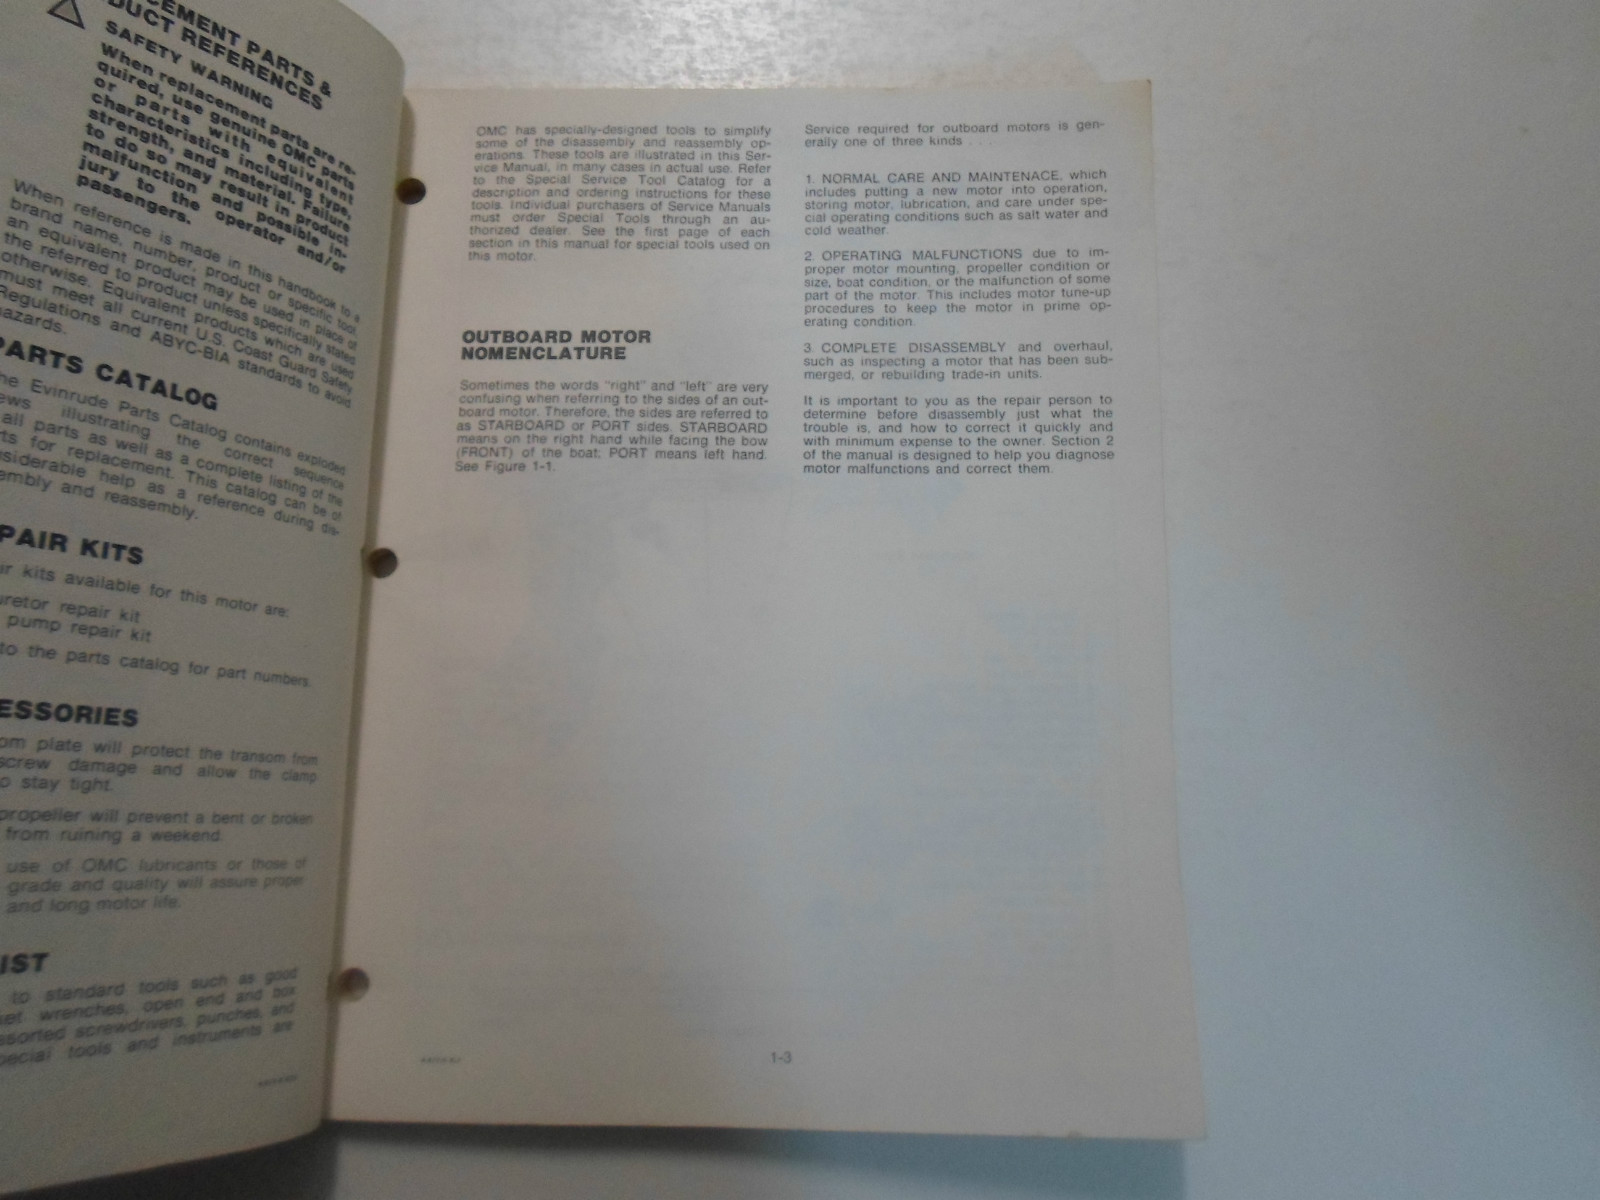 CEMENT PARTS &
DUCT REFERENCES
SAFETY WARNING
When replacement parts are re-
quired, use genuine OMC parts
or parts with equivalent
characteristics including type,
strength, and material. Failure
to do so may result in product
malfunction and possible in-
jury to the operator and/or
passengers.
When reference is made in this handbook to a
brand name, number, product or specific tool,
an equivalent product may be used in place of
the referred to product unless specifically stated
otherwise. Equivalent products which are used
must meet all current U.S. Coast Guard Safety
Regulations and ABYC-BIA standards to avoid
azards.
PARTS CATALOG
he Evinrude Parts Catalog contains exploded
ews illustrating the correct sequence
all parts as well as a complete listing of the
rts for replacement. This catalog can be of
nsiderable help as a reference during dis-
embly and reassembly.
PAIR KITS
ir kits available for this motor are:
uretor repair kit
pump repair kit
to the parts catalog for part numbers.
ESSORIES
om plate will protect the transom from
screw damage and allow the clamp
o stay tight.
propeller will prevent a bent or broken
from ruining a weekend.
use of OMC lubricants or those of
grade and quality will assure proper
and long motor life.
IST
to standard tools such as good
ket wrenches, open end and box
ssorted screwdrivers, punches, and
pecial tools and instruments are
OMC has specially-designed tools to simplify
some of the disassembly and reassembly op-
erations. These tools are illustrated in this Ser-
vice Manual, in many cases in actual use. Refer
to the Special Service Tool Catalog for a
description and ordering instructions for these
tools. Individual purchasers of Service Manuals
must order Special Tools through an au-
thorized dealer. See the first page of each
section in this manual for special tools used on
this motor.
OUTBOARD MOTOR
NOMENCLATURE
Sometimes the words "right" and "left" are very
confusing when referring to the sides of an out-
board motor. Therefore, the sides are referred to
as STARBOARD or PORT sides. STARBOARD
means on the right hand while facing the bow
(FRONT) of the boat; PORT means left hand.
See Figure 1-1.
Service required for outboard motors is gen-
erally one of three kinds . . .
1. NORMAL CARE AND MAINTENACE, which
includes putting a new motor into operation,
storing motor, lubrication, and care under spe-
cial operating conditions such as salt water and
cold weather.
2. OPERATING MALFUNCTIONS due to im-
proper motor mounting, propeller condition or
size, boat condition, or the malfunction of some
part of the motor. This includes motor tune-up
procedures to keep the motor in prime op-
erating condition.
3. COMPLETE DISASSEMBLY and overhaul,
such as inspecting a motor that has been sub-
merged, or rebuilding trade-in units.
It is important to you as the repair person to
determine before disassembly just what the
trouble is, and how to correct it quickly and
with minimum expense to the owner. Section 2
of the manual is designed to help you diagnose
motor malfunctions and correct them.
1-3